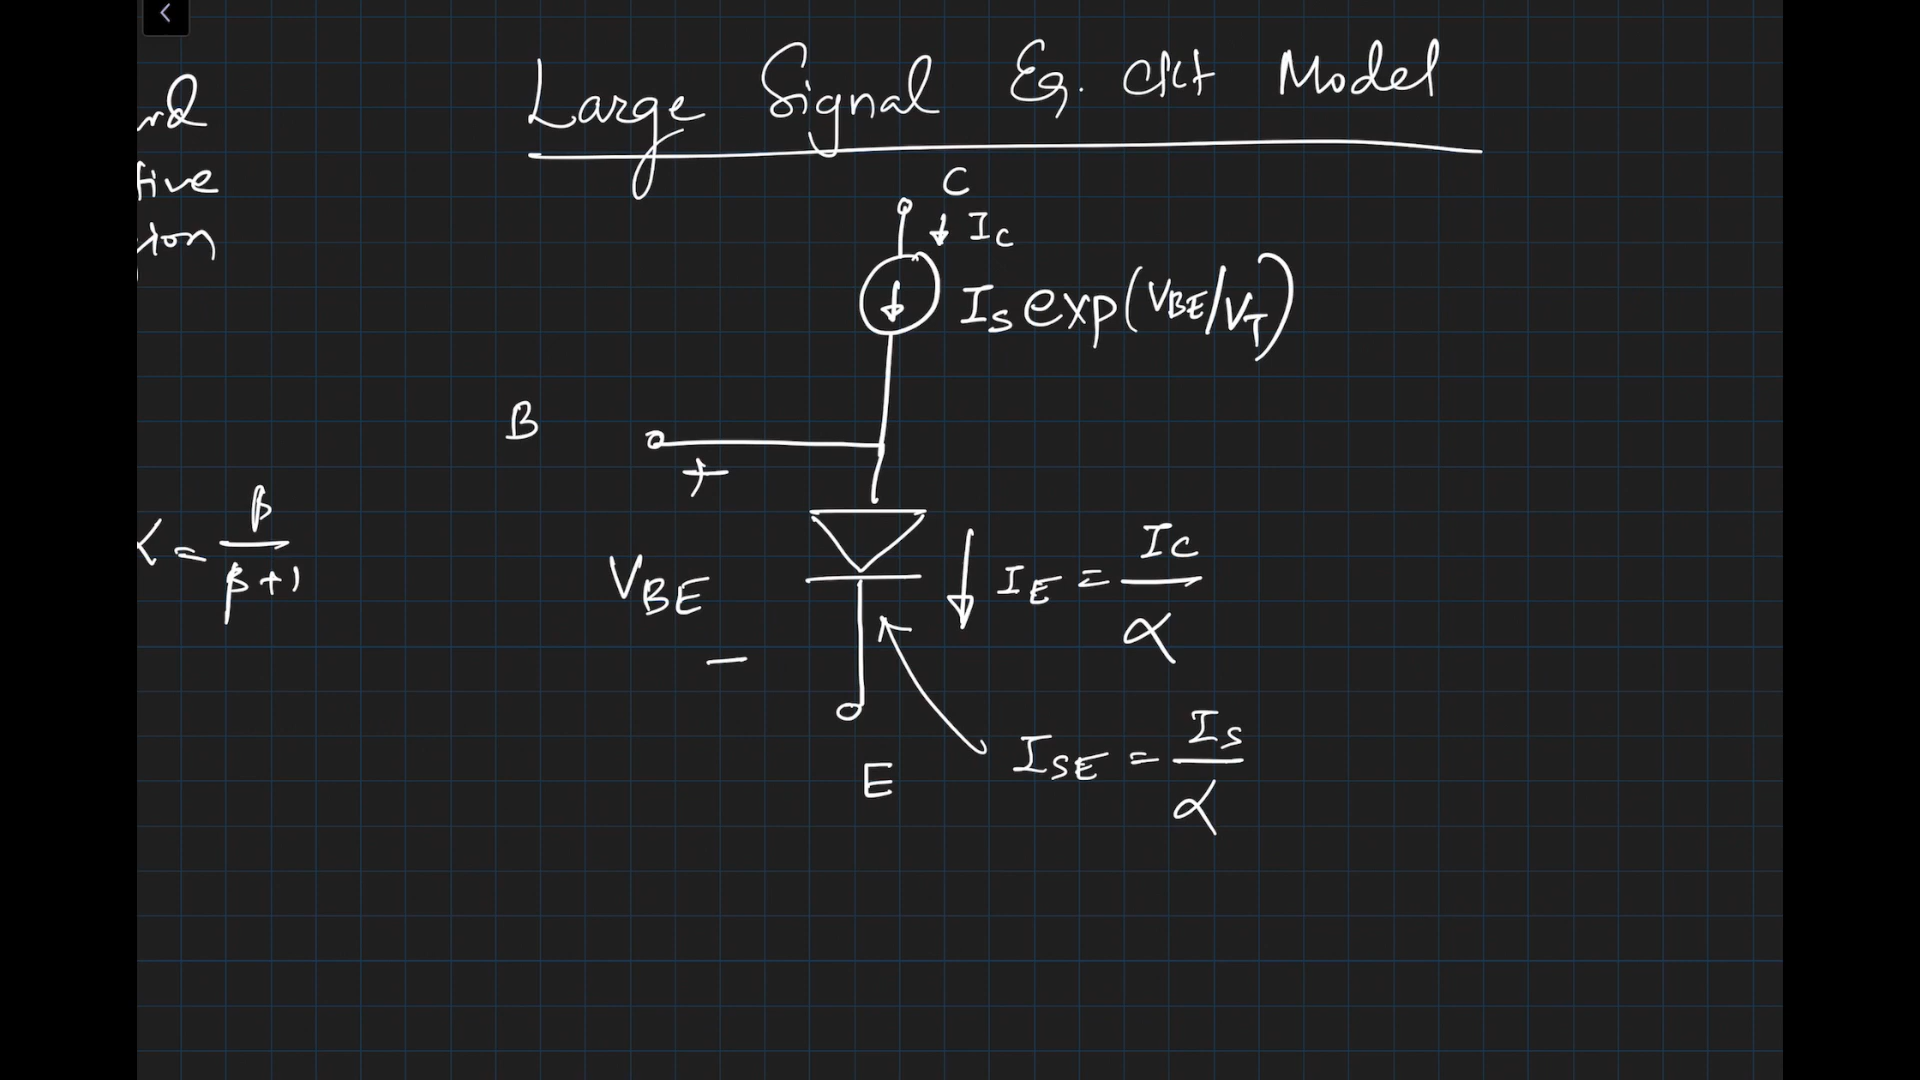 Large Signal Eq. ckt Model
C
Ic
Is exp(VBE/VT)
B
+
VBE
−
IE = Ic/α
ISE = Is/α
E
= β/β+1